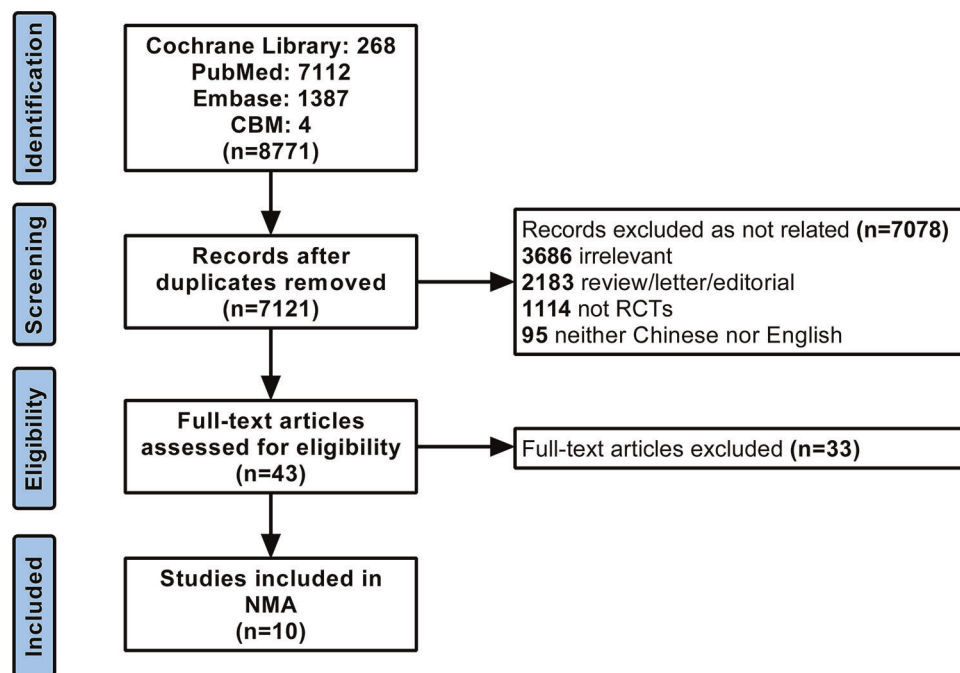 Identification
Cochrane Library: 268
PubMed: 7112
Embase: 1387
CBM: 4
(n=8771)
Screening
Records after
duplicates removed
(n=7121)
Records excluded as not related (n=7078)
3686 irrelevant
2183 review/letter/editorial
1114 not RCTs
95 neither Chinese nor English
Eligibility
Full-text articles
assessed for eligibility
(n=43)
Full-text articles excluded (n=33)
Included
Studies included in
NMA
(n=10)